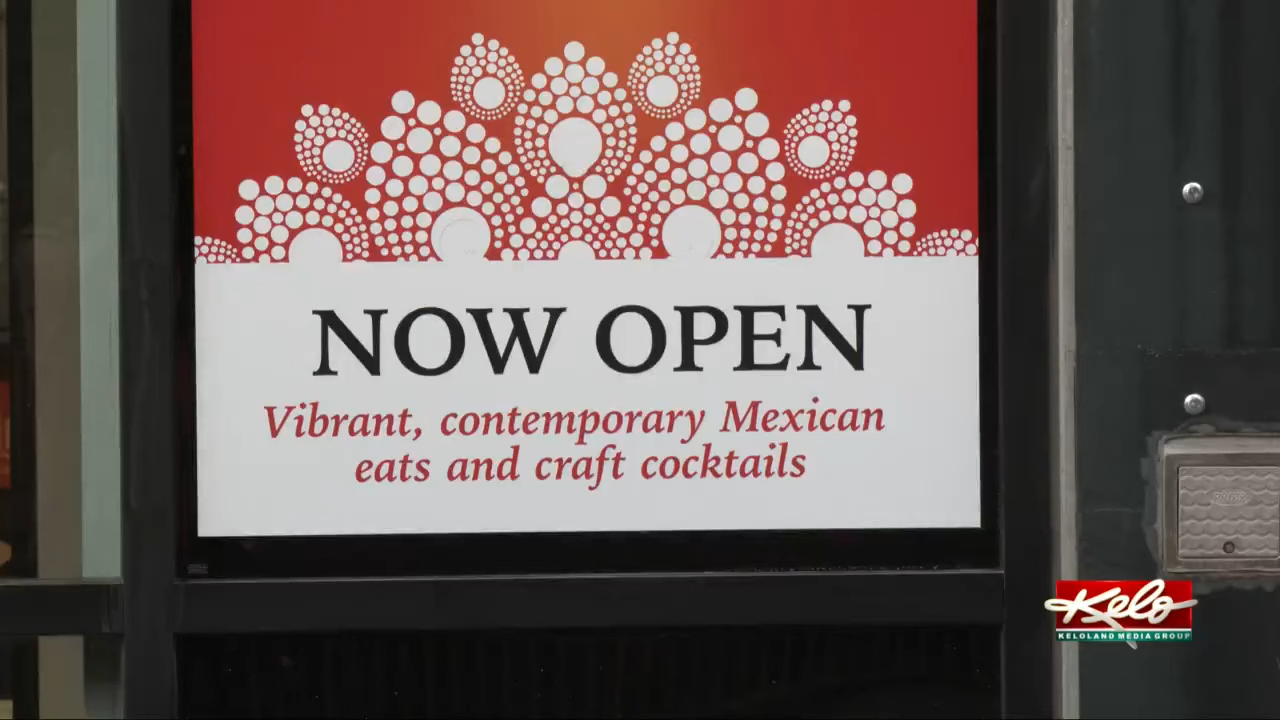 NOW OPEN
Vibrant, contemporary Mexican
eats and craft cocktails
Kelo
KELOLAND MEDIA GROUP